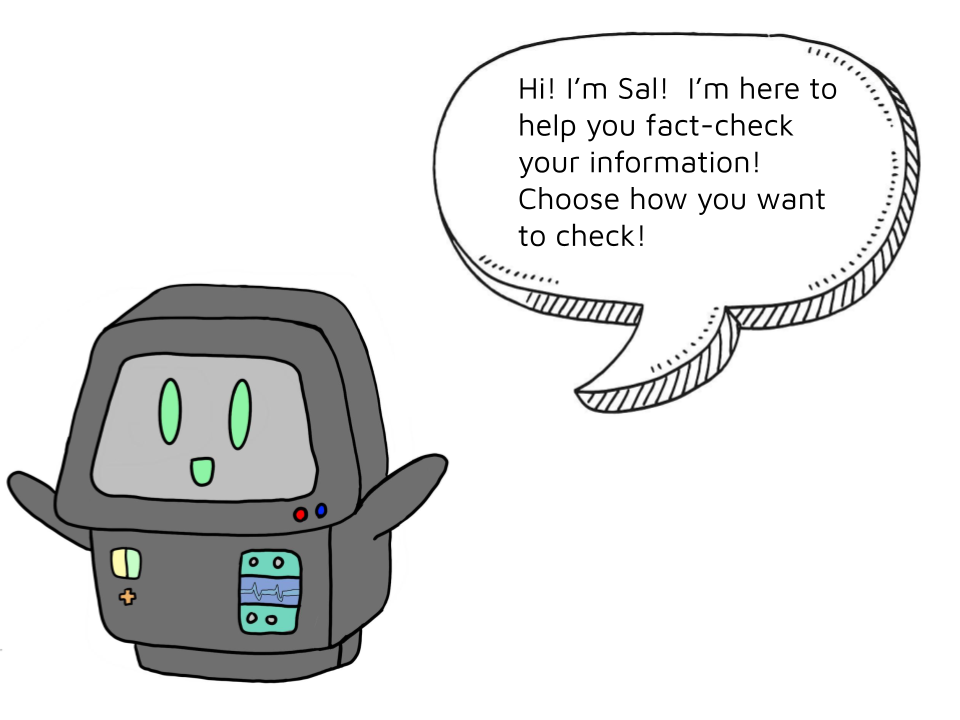 Hi! I'm Sal!  I'm here to
help you fact-check
your information!
Choose how you want
to check!